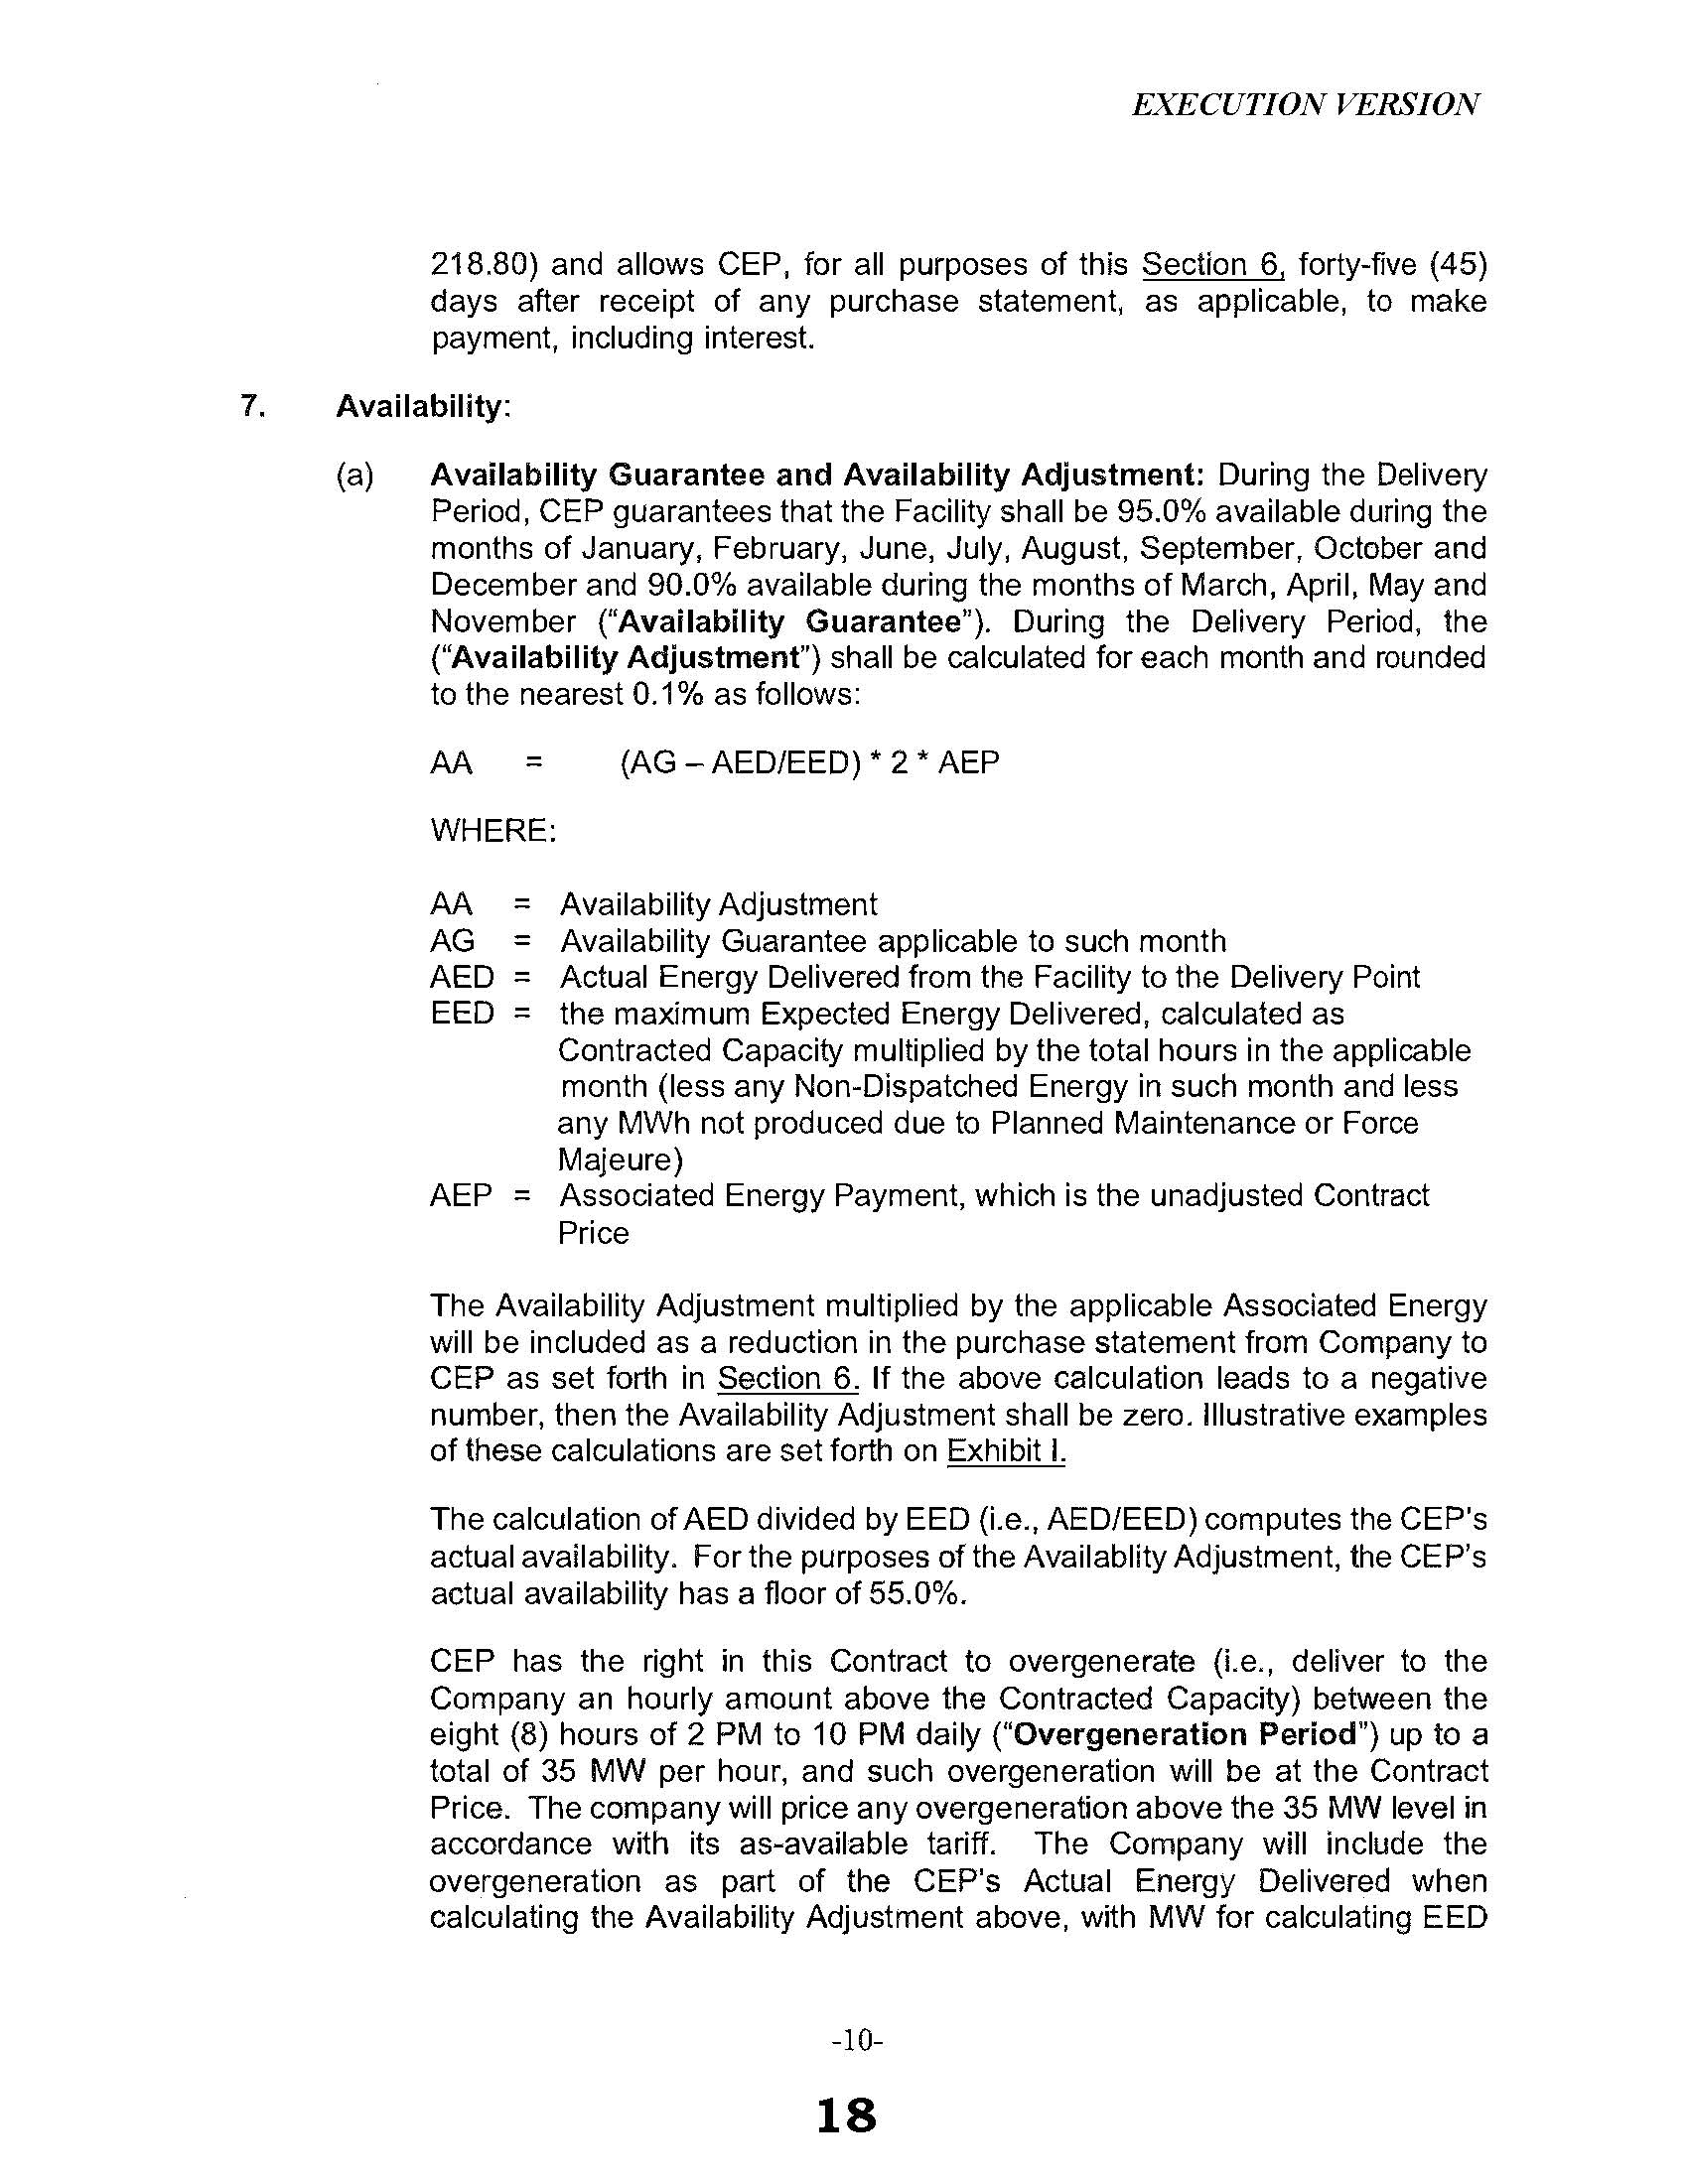 EXECUTION VERSION
218.80) and allows CEP, for all purposes of this Section 6, forty-five (45)
days after receipt of any purchase statement, as applicable, to make
payment, including interest.
7. Availability:
(a) Availability Guarantee and Availability Adjustment: During the Delivery
Period, CEP guarantees that the Facility shall be 95.0% available during the
months of January, February, June, July, August, September, October and
December and 90.0% available during the months of March, April, May and
November (“Availability Guarantee”). During the Delivery Period, the
(“Availability Adjustment”) shall be calculated for each month and rounded
to the nearest 0.1% as follows:
AA = (AG – AED/EED) * 2 * AEP
WHERE:
AA = Availability Adjustment
AG = Availability Guarantee applicable to such month
AED = Actual Energy Delivered from the Facility to the Delivery Point
EED = the maximum Expected Energy Delivered, calculated as
Contracted Capacity multiplied by the total hours in the applicable
month (less any Non-Dispatched Energy in such month and less
any MWh not produced due to Planned Maintenance or Force
Majeure)
AEP = Associated Energy Payment, which is the unadjusted Contract
Price
The Availability Adjustment multiplied by the applicable Associated Energy
will be included as a reduction in the purchase statement from Company to
CEP as set forth in Section 6. If the above calculation leads to a negative
number, then the Availability Adjustment shall be zero. Illustrative examples
of these calculations are set forth on Exhibit I.
The calculation of AED divided by EED (i.e., AED/EED) computes the CEP's
actual availability. For the purposes of the Availablity Adjustment, the CEP's
actual availability has a floor of 55.0%.
CEP has the right in this Contract to overgenerate (i.e., deliver to the
Company an hourly amount above the Contracted Capacity) between the
eight (8) hours of 2 PM to 10 PM daily (“Overgeneration Period”) up to a
total of 35 MW per hour, and such overgeneration will be at the Contract
Price. The company will price any overgeneration above the 35 MW level in
accordance with its as-available tariff. The Company will include the
overgeneration as part of the CEP's Actual Energy Delivered when
calculating the Availability Adjustment above, with MW for calculating EED
-10-
18